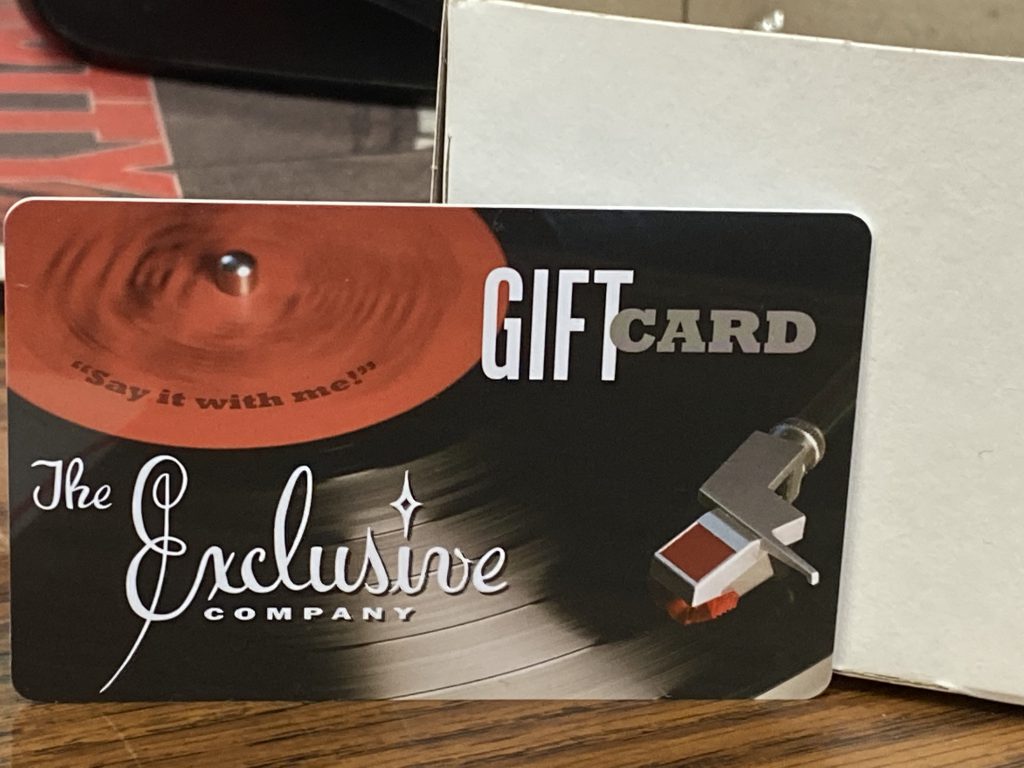 GIFT CARD
"Say it with me!"
The Exclusive
COMPANY